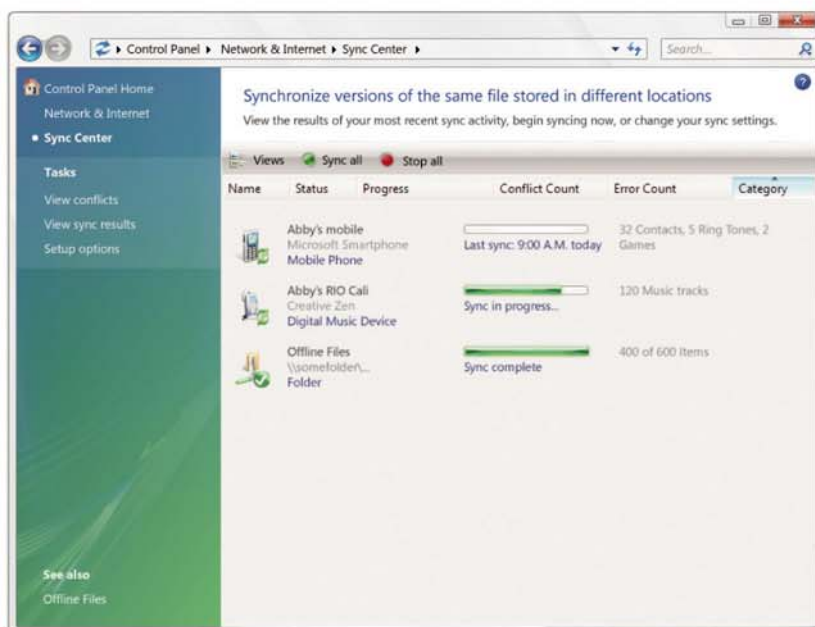 Control Panel Network & Internet Sync Center Search...
Control Panel Home
Network & Internet
Sync Center
Tasks
View conflicts
View sync results
Setup options
See also
Offline Files
Synchronize versions of the same file stored in different locations
View the results of your most recent sync activity, begin syncing now, or change your sync settings.
Views Sync all Stop all
Name Status Progress Conflict Count Error Count Category
Abby's mobile
Microsoft Smartphone
Mobile Phone
Last sync: 9:00 A.M. today
32 Contacts, 5 Ring Tones, 2
Games
Abby's RIO Cali
Creative Zen
Digital Music Device
Sync in progress...
120 Music tracks
Offline Files
\\somefolder\...
Folder
Sync complete
400 of 600 Items